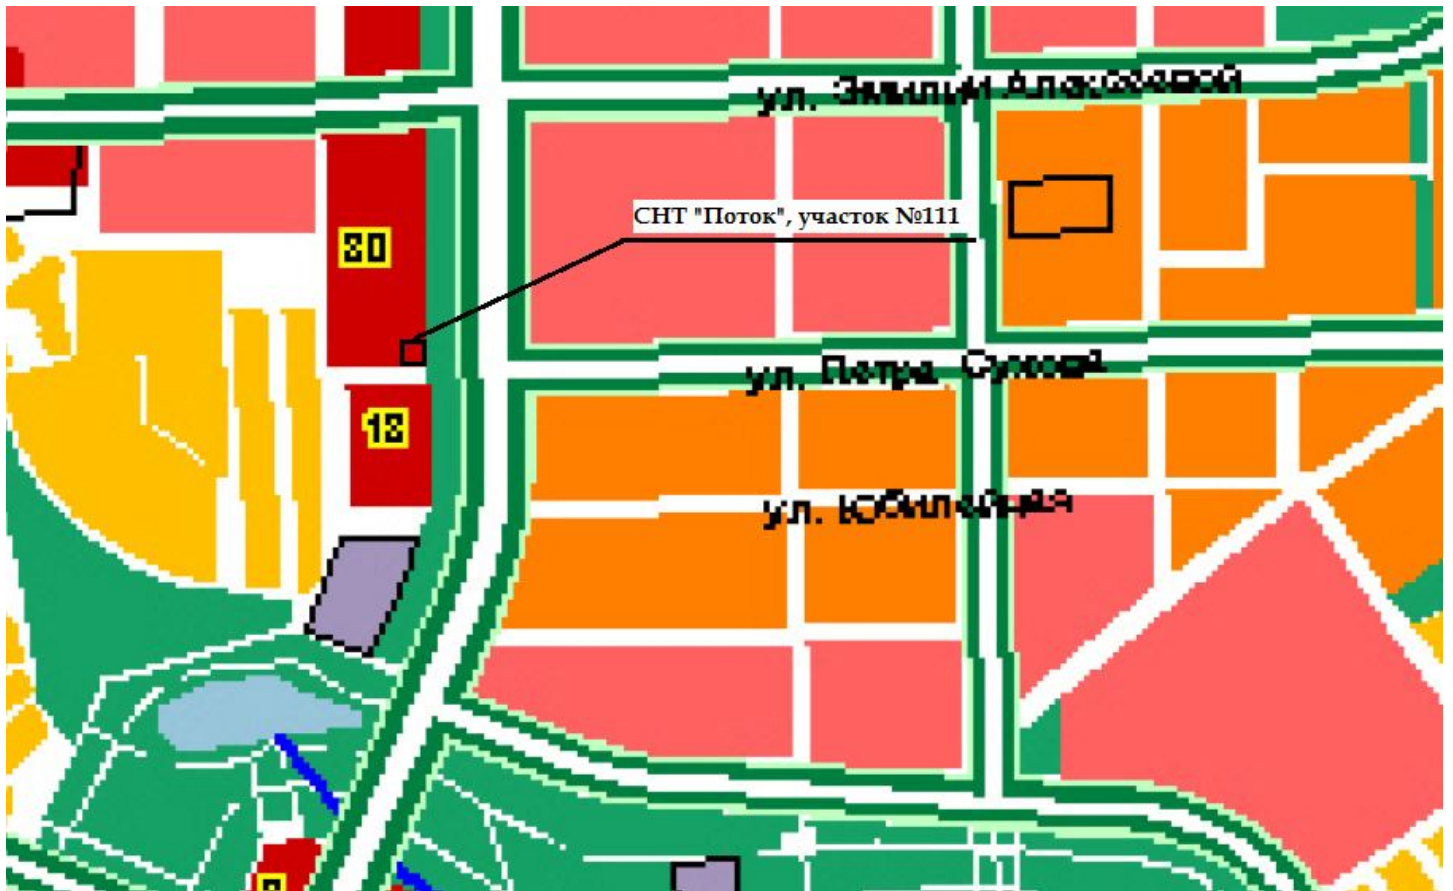 ул. Эмилии Алексеевой
СНТ "Поток", участок №111
30
ул. Петра Сухова
18
ул. Юбилейная